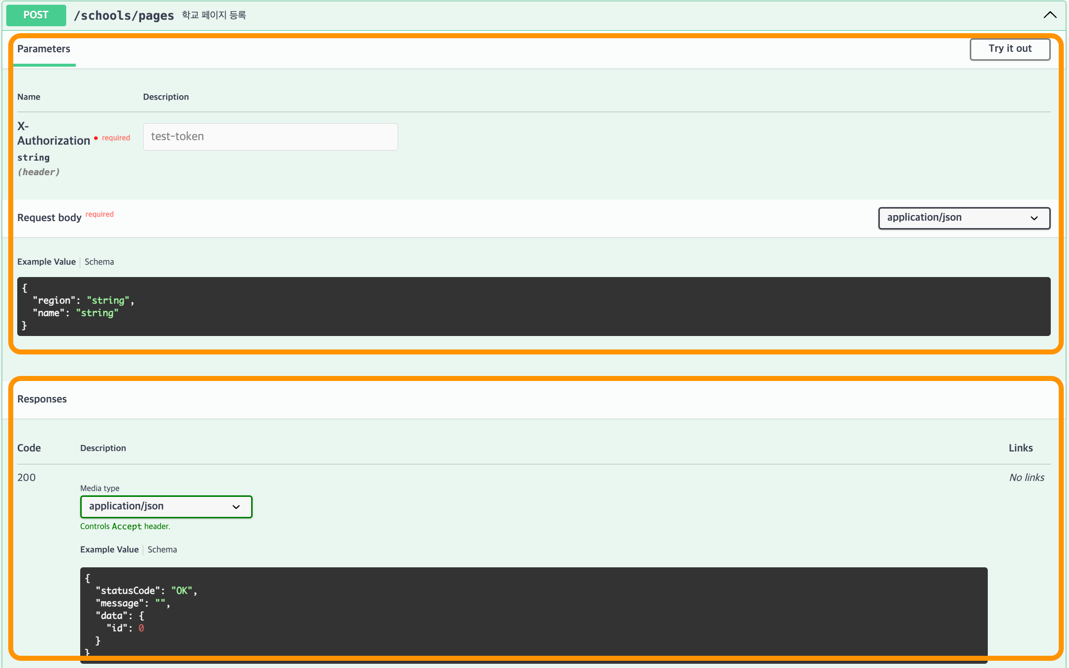 POST /schools/pages 학교 페이지 등록
Parameters
Try it out
Name Description
X-
Authorization * required
string
(header)
test-token
Request body required
application/json
Example Value Schema
{
  "region": "string",
  "name": "string"
}
Responses
Code Description Links
200 No links
Media type
application/json
Controls Accept header.
Example Value Schema
{
  "statusCode": "OK",
  "message": "",
  "data": {
    "id": 0
  }
}